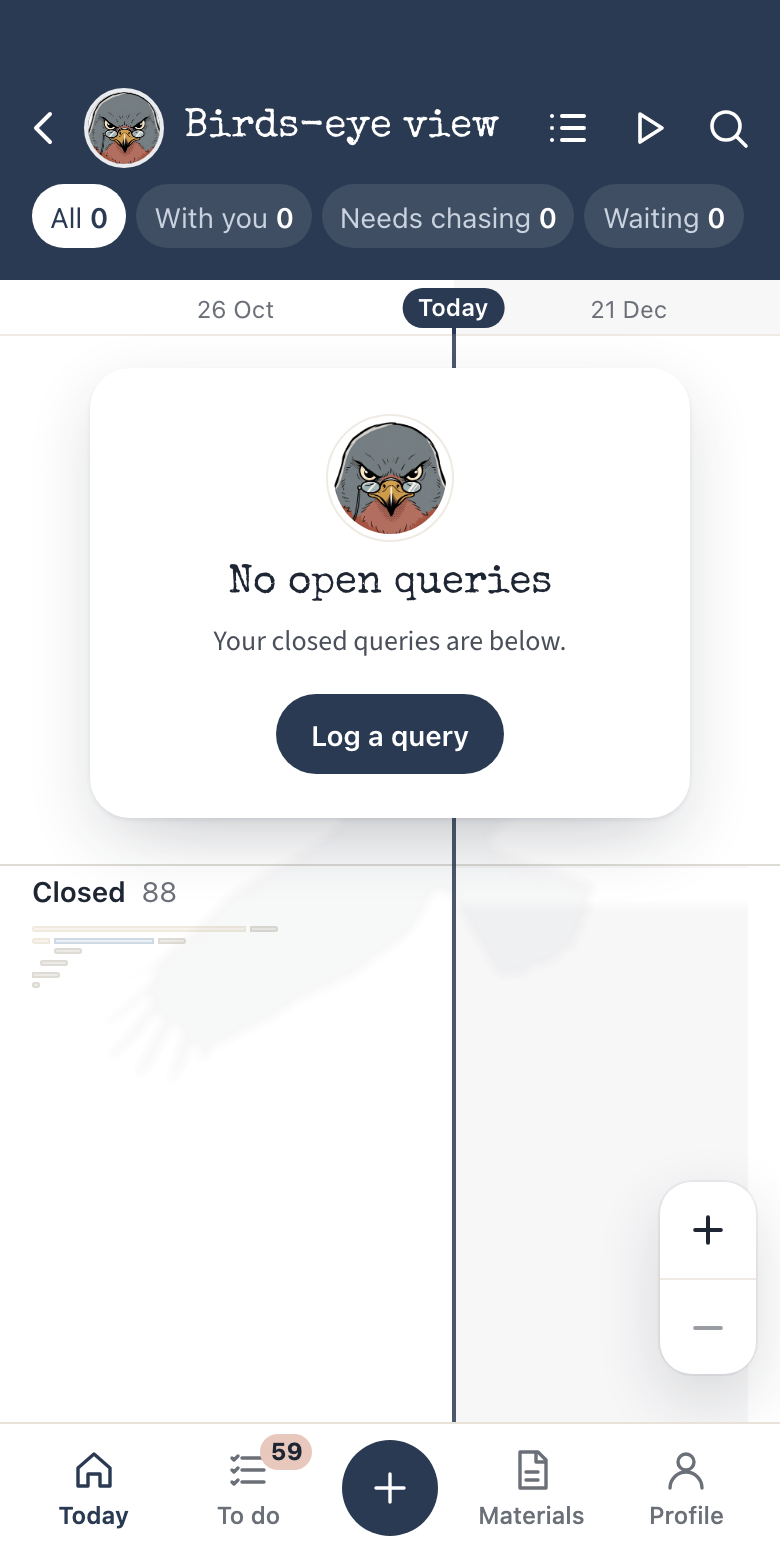 Birds-eye view
All 0
With you 0
Needs chasing 0
Waiting 0
26 Oct
Today
21 Dec
No open queries
Your closed queries are below.
Log a query
Closed 88
59
Today
To do
Materials
Profile